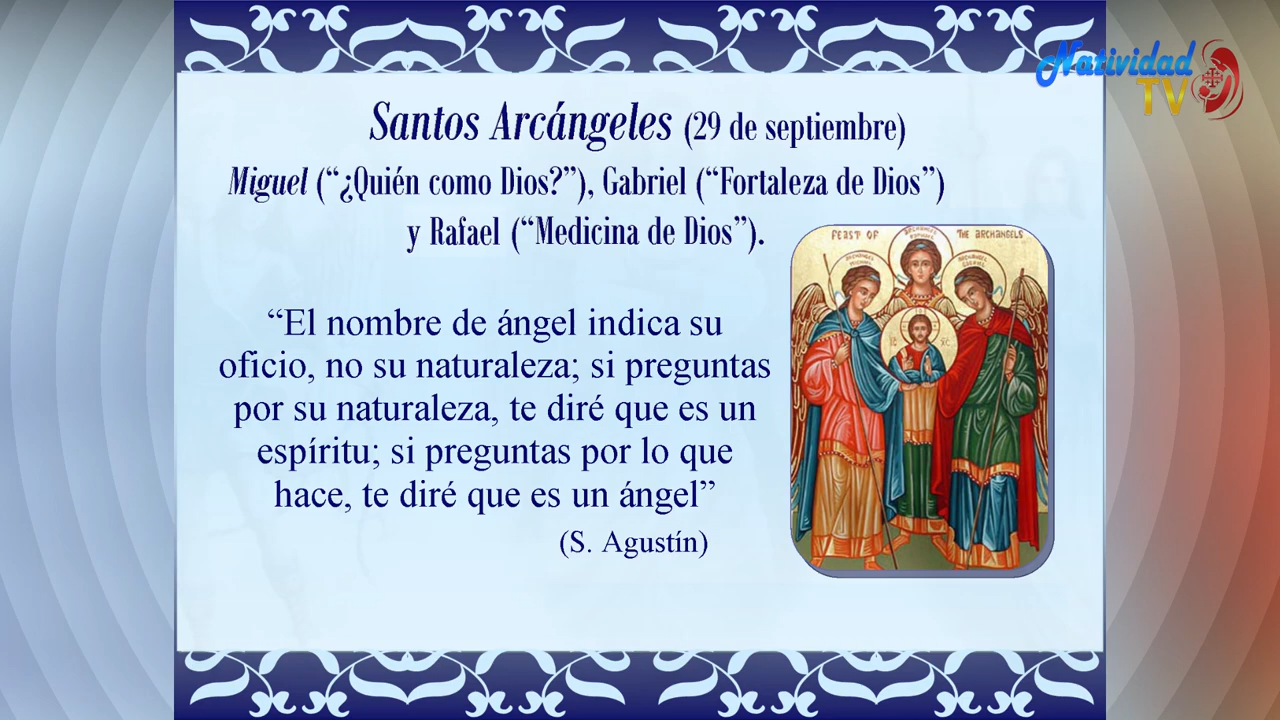 Natividad
TV
Santos Arcángeles (29 de septiembre)
Miguel (“¿Quién como Dios?”), Gabriel (“Fortaleza de Dios”)
y Rafael (“Medicina de Dios”).
FEAST OF THE ARCHANGELS
“El nombre de ángel indica su
oficio, no su naturaleza; si preguntas
por su naturaleza, te diré que es un
espíritu; si preguntas por lo que
hace, te diré que es un ángel”
(S. Agustín)